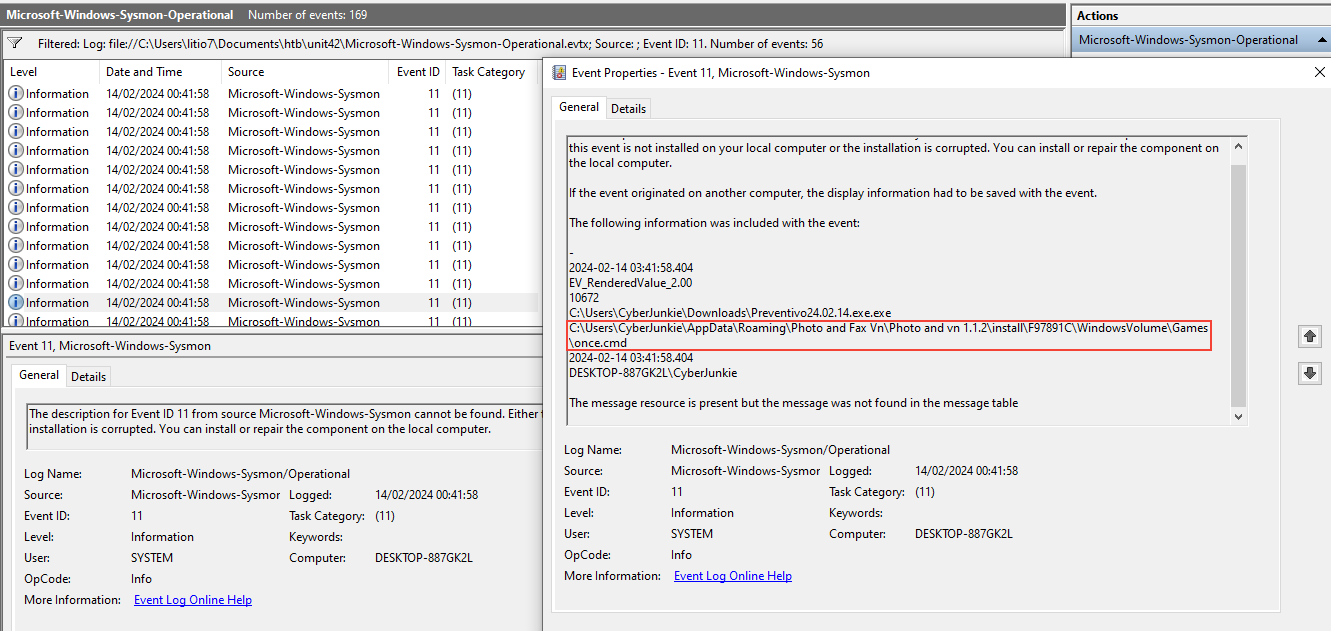 Microsoft-Windows-Sysmon-Operational Number of events: 169
Actions
Filtered: Log: file://C:\Users\litio7\Documents\htb\unit42\Microsoft-Windows-Sysmon-Operational.evtx; Source: ; Event ID: 11. Number of events: 56
Microsoft-Windows-Sysmon-Operational
Level Date and Time Source Event ID Task Category
Information 14/02/2024 00:41:58 Microsoft-Windows-Sysmon 11 (11)
Information 14/02/2024 00:41:58 Microsoft-Windows-Sysmon 11 (11)
Information 14/02/2024 00:41:58 Microsoft-Windows-Sysmon 11 (11)
Information 14/02/2024 00:41:58 Microsoft-Windows-Sysmon 11 (11)
Information 14/02/2024 00:41:58 Microsoft-Windows-Sysmon 11 (11)
Information 14/02/2024 00:41:58 Microsoft-Windows-Sysmon 11 (11)
Information 14/02/2024 00:41:58 Microsoft-Windows-Sysmon 11 (11)
Information 14/02/2024 00:41:58 Microsoft-Windows-Sysmon 11 (11)
Information 14/02/2024 00:41:58 Microsoft-Windows-Sysmon 11 (11)
Information 14/02/2024 00:41:58 Microsoft-Windows-Sysmon 11 (11)
Information 14/02/2024 00:41:58 Microsoft-Windows-Sysmon 11 (11)
Information 14/02/2024 00:41:58 Microsoft-Windows-Sysmon 11 (11)
Information 14/02/2024 00:41:58 Microsoft-Windows-Sysmon 11 (11)
Event 11, Microsoft-Windows-Sysmon
General Details
The description for Event ID 11 from source Microsoft-Windows-Sysmon cannot be found. Either
installation is corrupted. You can install or repair the component on the local computer.
Log Name: Microsoft-Windows-Sysmon/Operational
Source: Microsoft-Windows-Sysmor Logged: 14/02/2024 00:41:58
Event ID: 11 Task Category: (11)
Level: Information Keywords:
User: SYSTEM Computer: DESKTOP-887GK2L
OpCode: Info
More Information: Event Log Online Help
Event Properties - Event 11, Microsoft-Windows-Sysmon
General Details
this event is not installed on your local computer or the installation is corrupted. You can install or repair the component on
the local computer.
If the event originated on another computer, the display information had to be saved with the event.
The following information was included with the event:
-
2024-02-14 03:41:58.404
EV_RenderedValue_2.00
10672
C:\Users\CyberJunkie\Downloads\Preventivo24.02.14.exe.exe
C:\Users\CyberJunkie\AppData\Roaming\Photo and Fax Vn\Photo and vn 1.1.2\install\F97891C\WindowsVolume\Games
\once.cmd
2024-02-14 03:41:58.404
DESKTOP-887GK2L\CyberJunkie
The message resource is present but the message was not found in the message table
Log Name: Microsoft-Windows-Sysmon/Operational
Source: Microsoft-Windows-Sysmor Logged: 14/02/2024 00:41:58
Event ID: 11 Task Category: (11)
Level: Information Keywords:
User: SYSTEM Computer: DESKTOP-887GK2L
OpCode: Info
More Information: Event Log Online Help